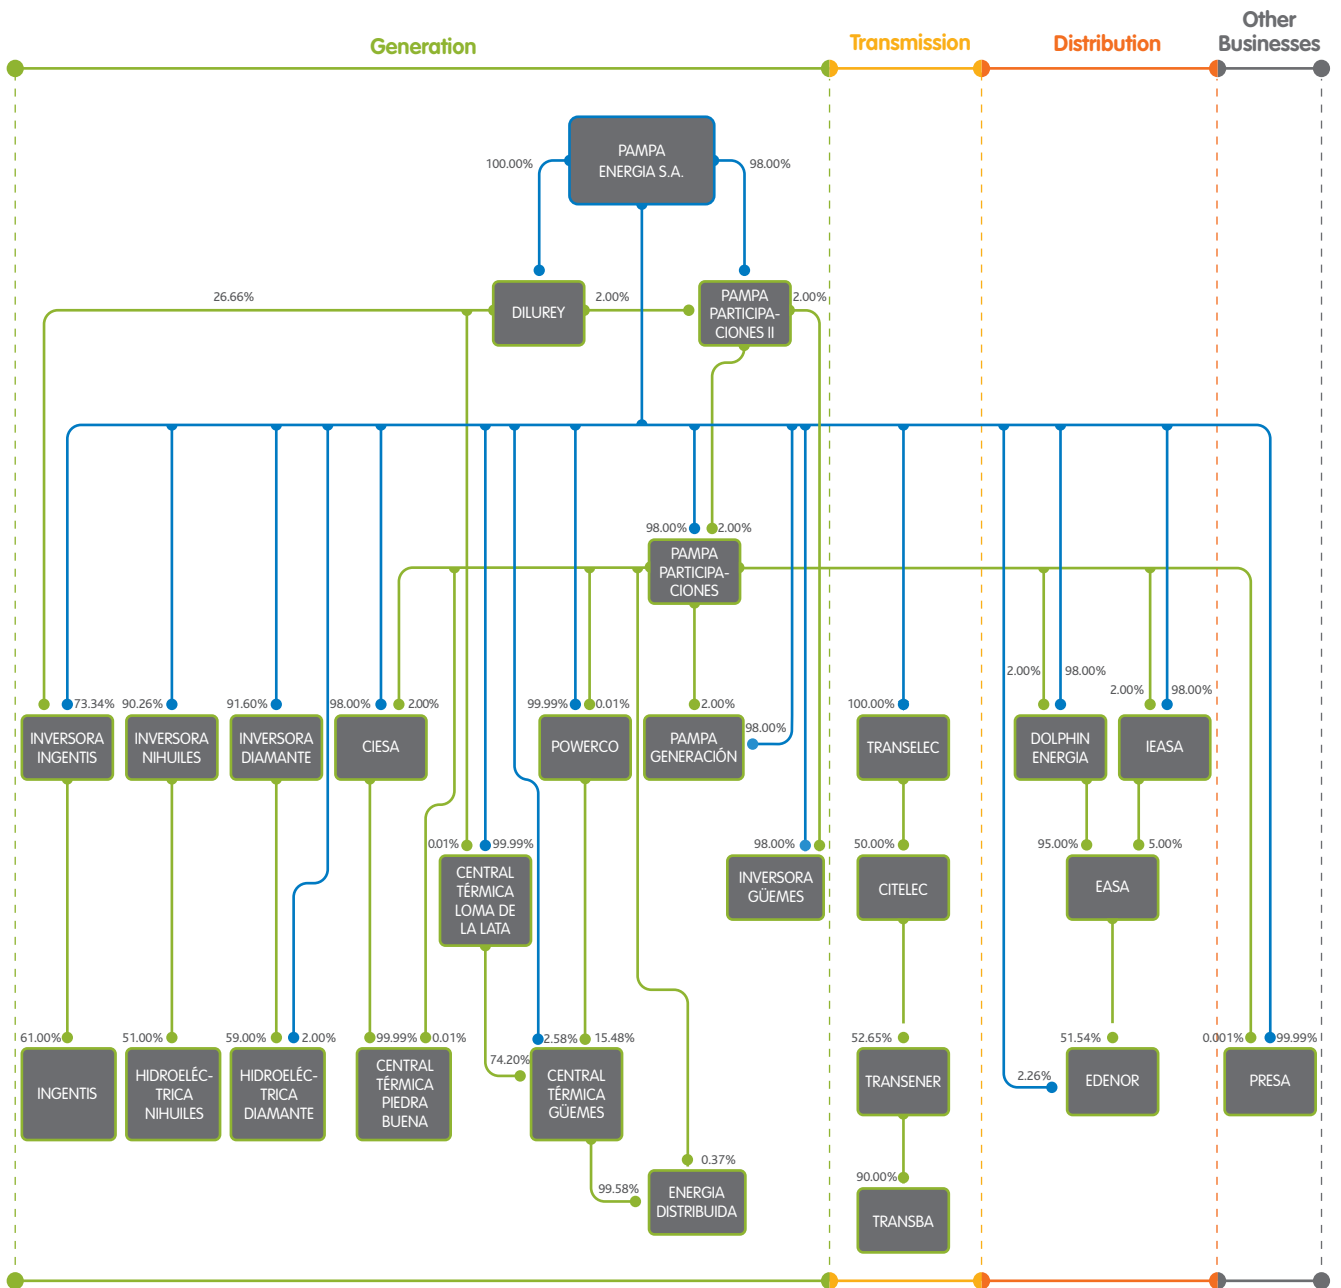 Generation
Transmission
Distribution
Other
Businesses
PAMPA
ENERGIA S.A.
100.00%
98.00%
26.66%
DILUREY
2.00%
PAMPA
PARTICIPA-
CIONES II
2.00%
98.00%
2.00%
PAMPA
PARTICIPA-
CIONES
2.00%
98.00%
2.00%
98.00%
73.34%
90.26%
91.60%
98.00%
2.00%
99.99%
0.01%
2.00%
98.00%
100.00%
INVERSORA
INGENTIS
INVERSORA
NIHUILES
INVERSORA
DIAMANTE
CIESA
POWERCO
PAMPA
GENERACIÓN
TRANSELEC
DOLPHIN
ENERGIA
IEASA
0.01%
99.99%
98.00%
50.00%
95.00%
5.00%
CENTRAL
TÉRMICA
LOMA DE
LA LATA
INVERSORA
GÜEMES
CITELEC
EASA
61.00%
51.00%
59.00%
2.00%
99.99%
0.01%
74.20%
2.58%
15.48%
52.65%
51.54%
2.26%
0.001%
99.99%
INGENTIS
HIDROELÉC-
TRICA
NIHUILES
HIDROELÉC-
TRICA
DIAMANTE
CENTRAL
TÉRMICA
PIEDRA
BUENA
CENTRAL
TÉRMICA
GÜEMES
TRANSENER
EDENOR
PRESA
0.37%
99.58%
ENERGIA
DISTRIBUIDA
90.00%
TRANSBA